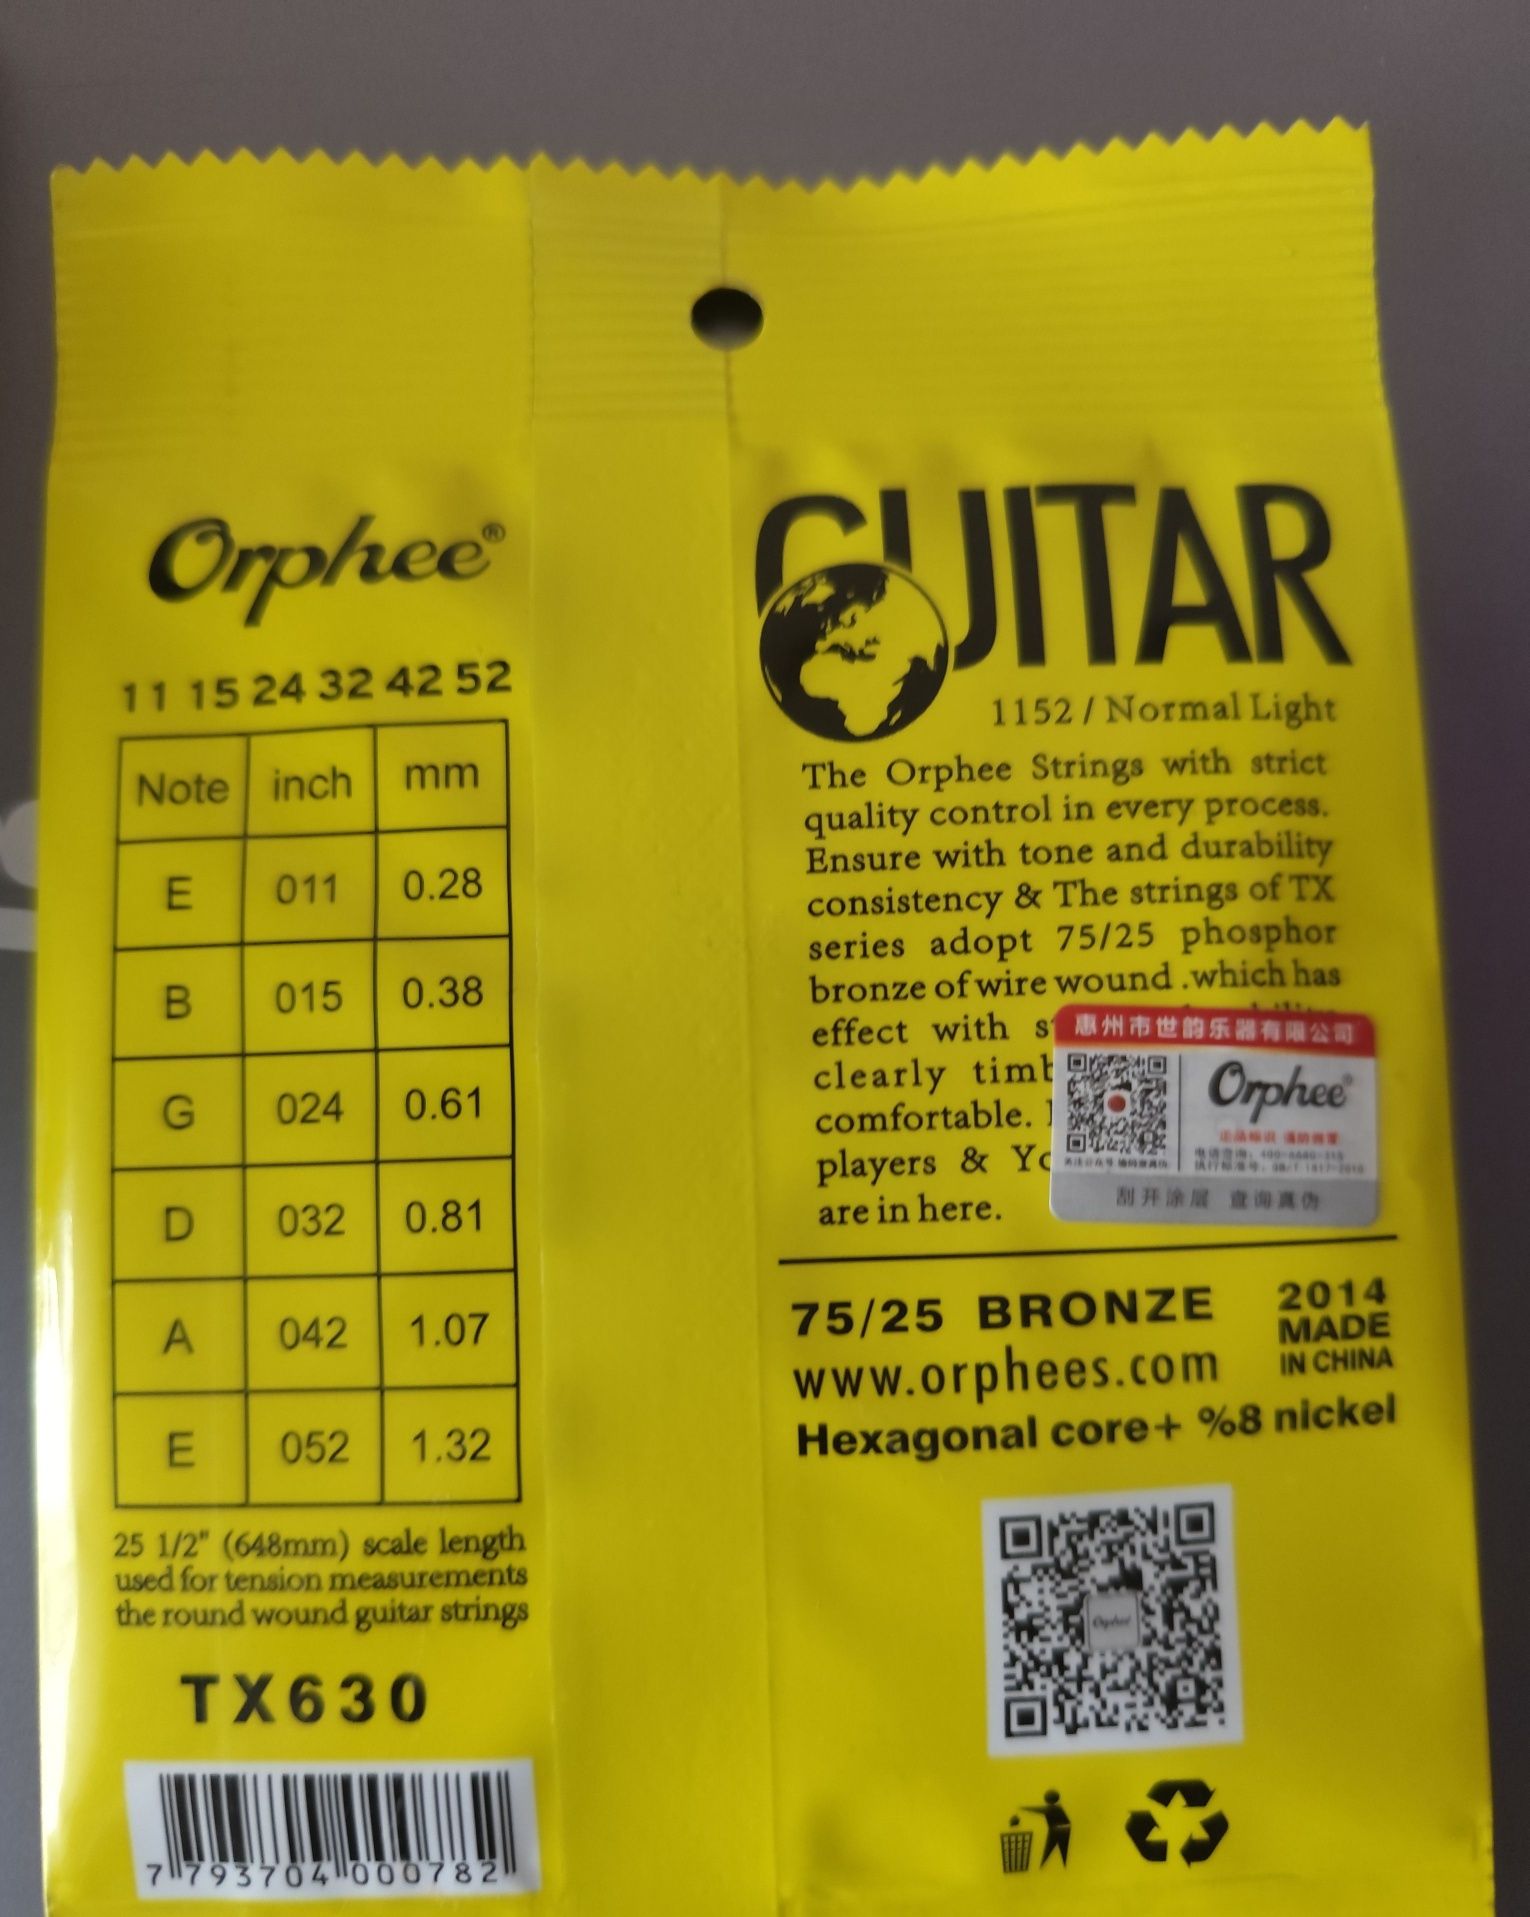 Orphee®
11 15 24 32 42 52
Note inch mm
E 011 0.28
B 015 0.38
G 024 0.61
D 032 0.81
A 042 1.07
E 052 1.32
25 1/2" (648mm) scale length
used for tension measurements
the round wound guitar strings
TX630
7 793704 000782
GUITAR
1152 / Normal Light
The Orphee Strings with strict
quality control in every process.
Ensure with tone and durability
consistency & The strings of TX
series adopt 75/25 phosphor
bronze of wire wound .which has
effect with
clearly
comfortable.
players &
are in here.
惠州市世韵乐器有限公司
Orphee®
正品标识
刮开涂层 查询真伪
75/25 BRONZE
2014
MADE
IN CHINA
www.orphees.com
Hexagonal core+ %8 nickel
Orphee